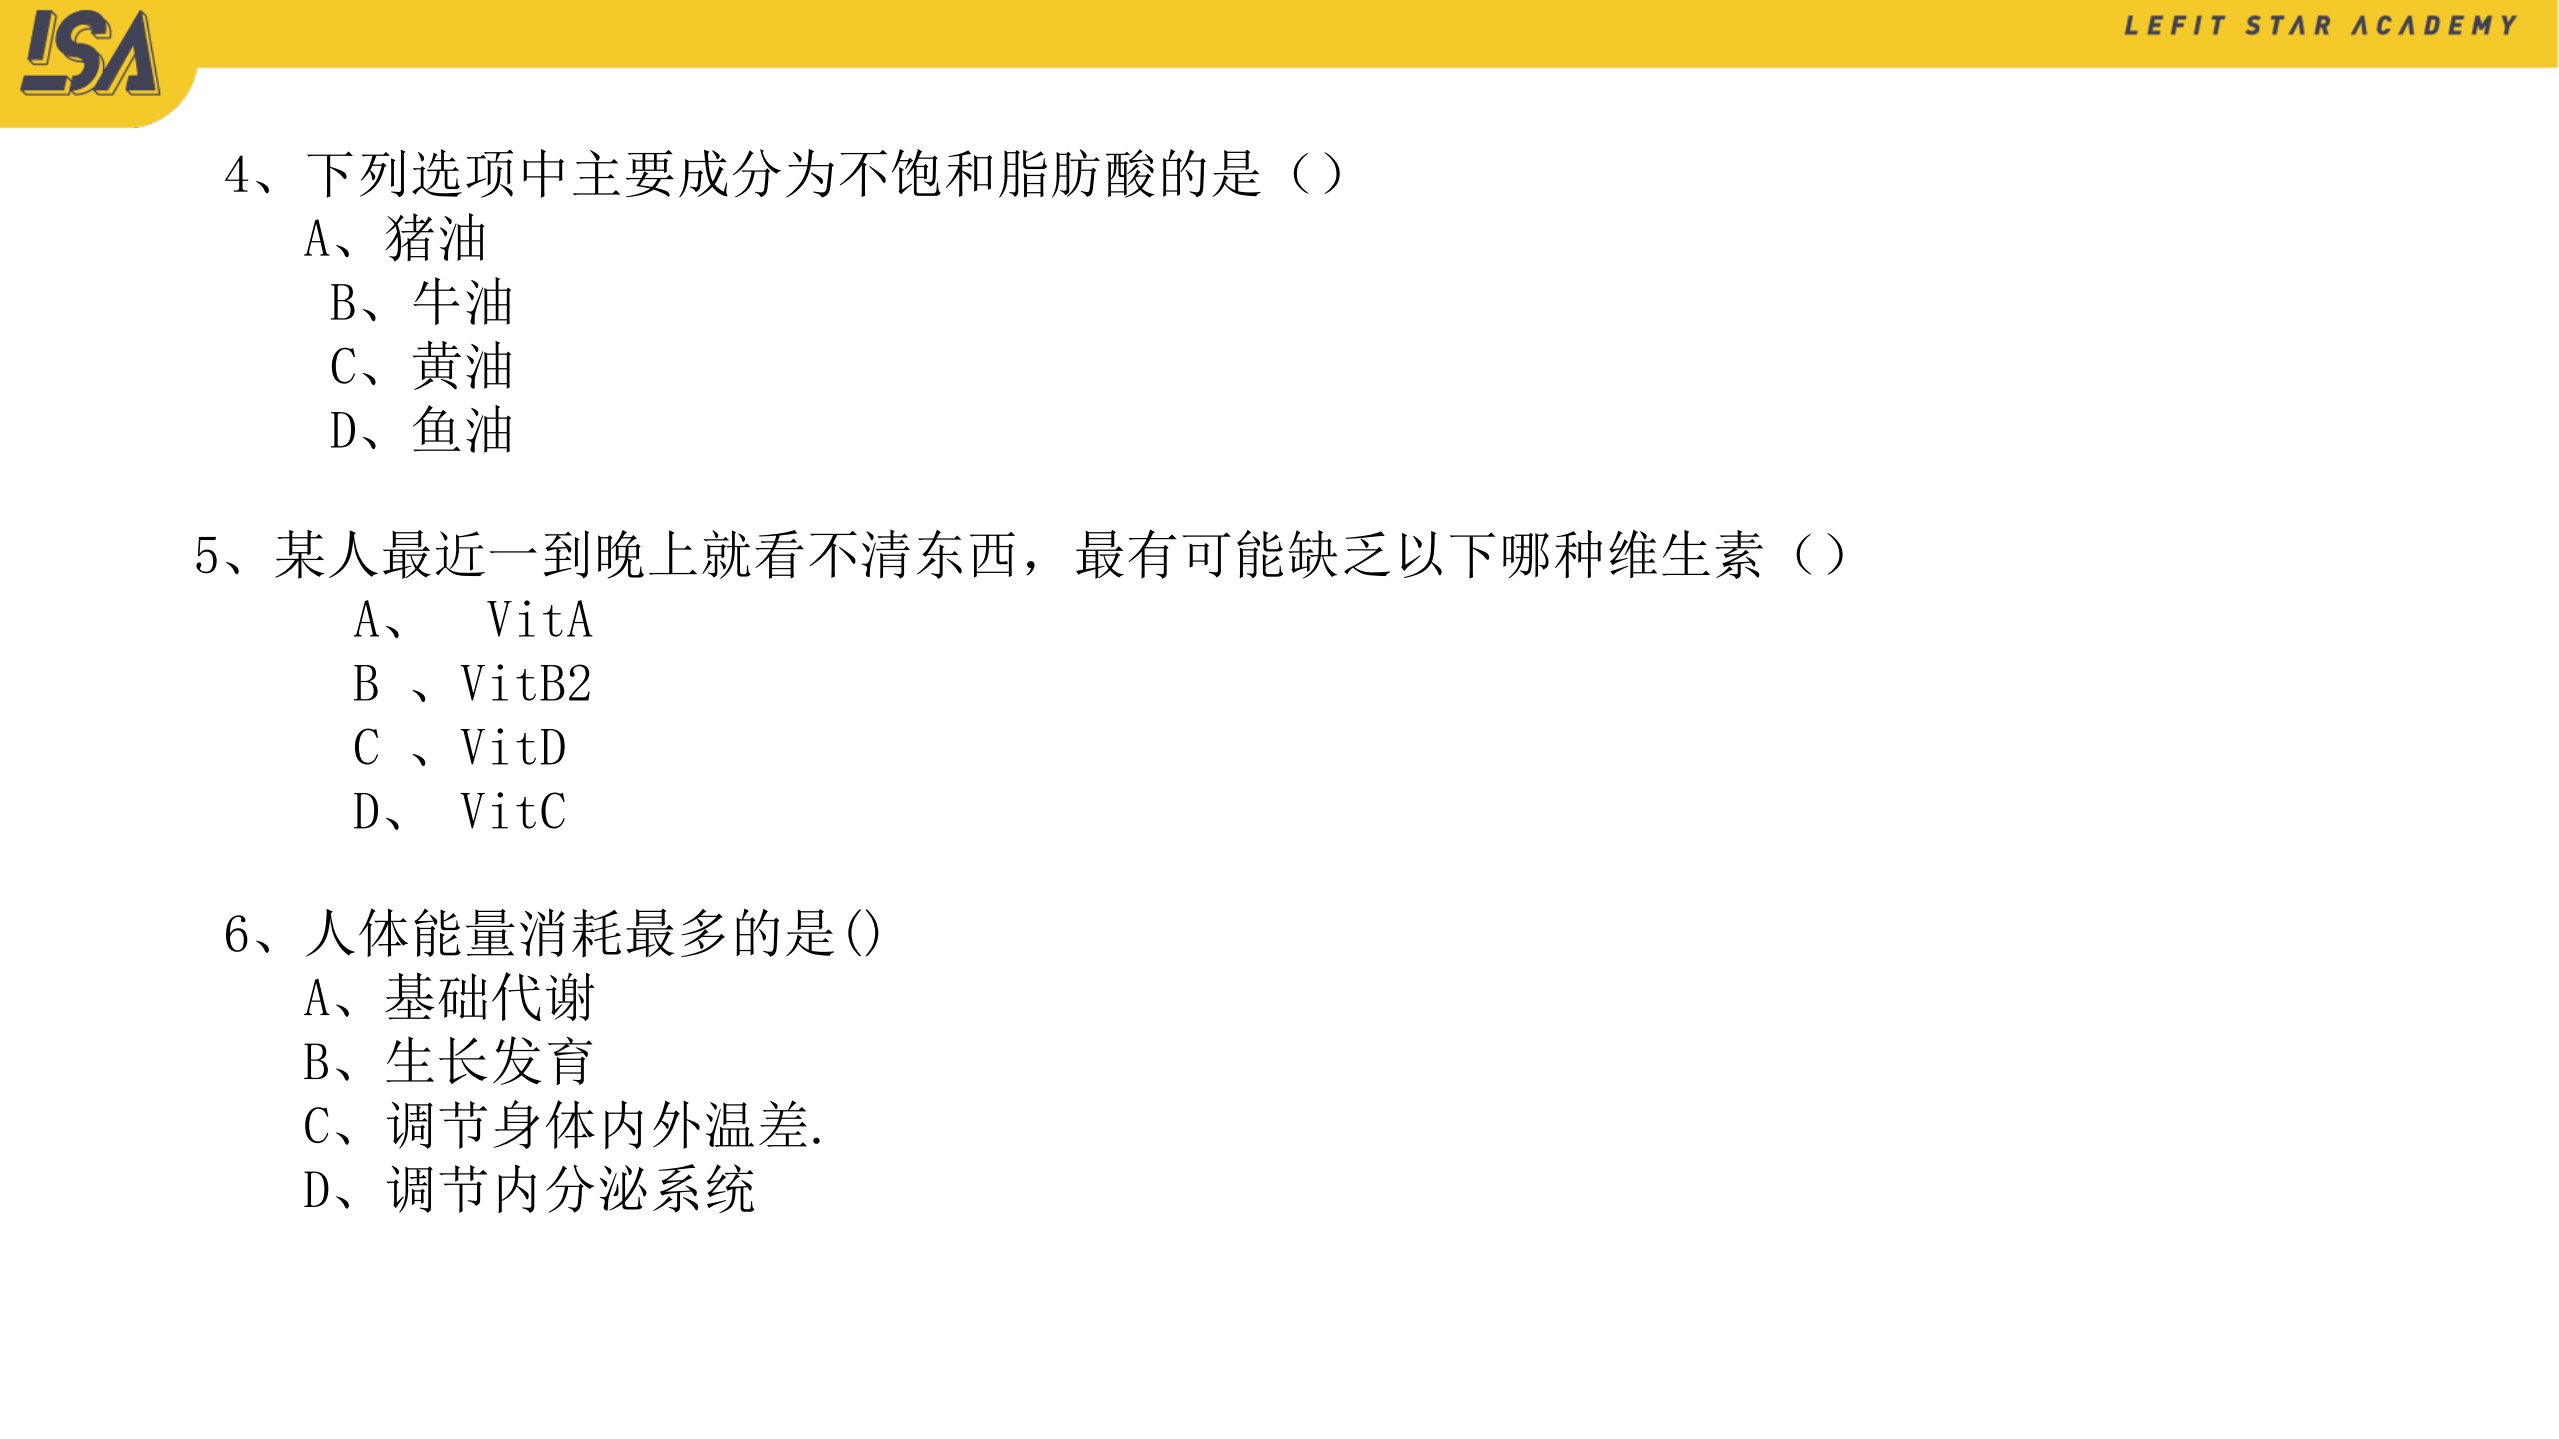 LSA
LEFIT STAR ACADEMY
4、下列选项中主要成分为不饱和脂肪酸的是（）
A、猪油
B、牛油
C、黄油
D、鱼油
5、某人最近一到晚上就看不清东西，最有可能缺乏以下哪种维生素（）
A、 VitA
B 、VitB2
C 、VitD
D、 VitC
6、人体能量消耗最多的是()
A、基础代谢
B、生长发育
C、调节身体内外温差.
D、调节内分泌系统